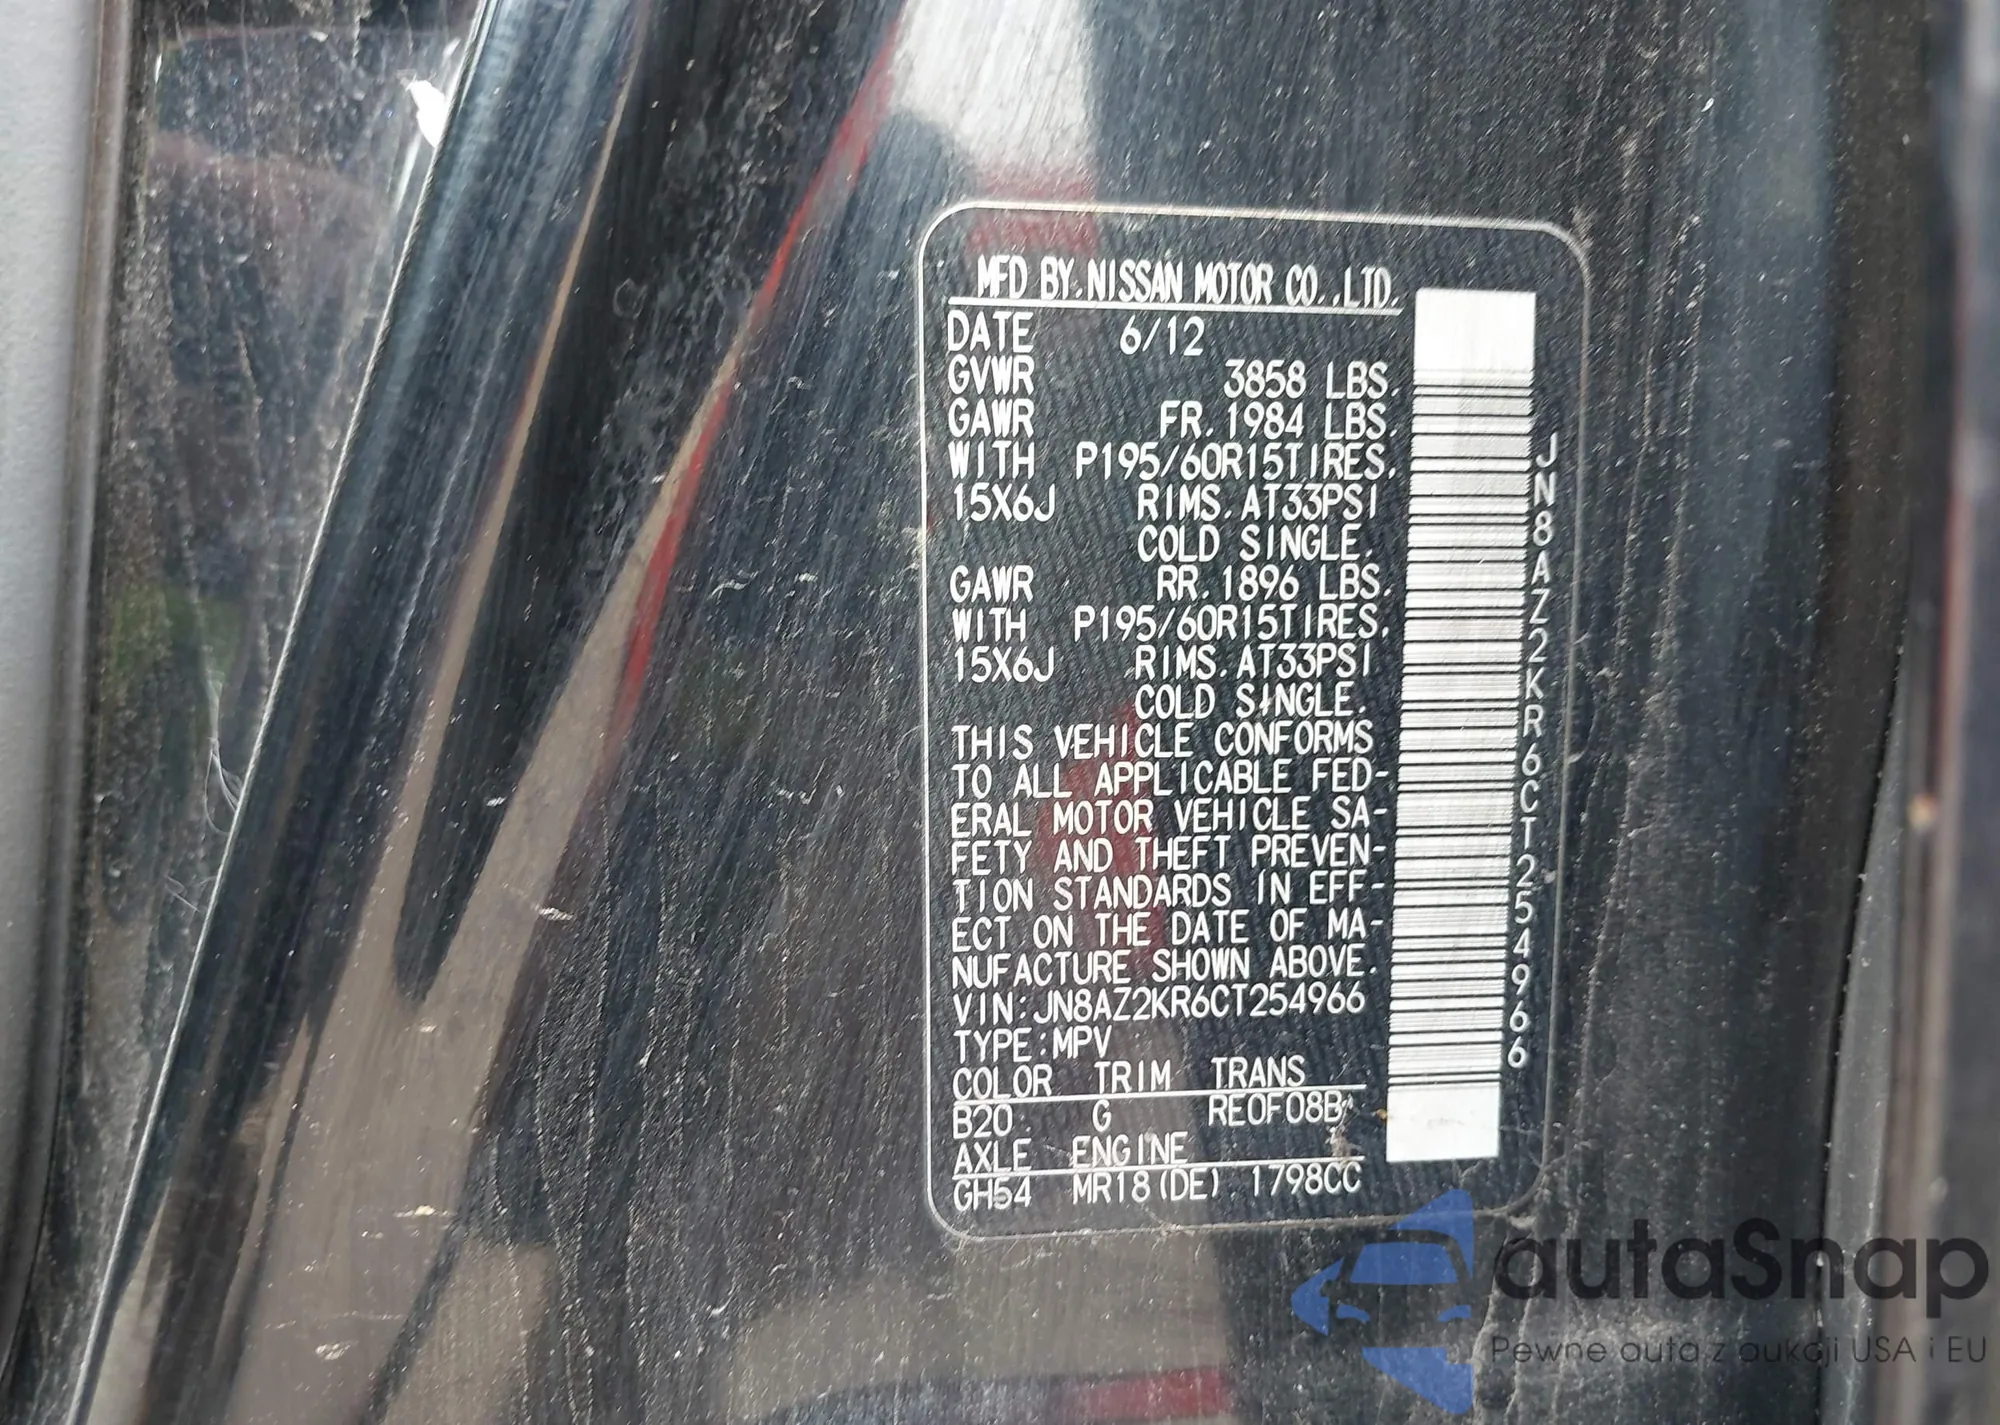 MFD BY.NISSAN MOTOR CO.,LTD.
DATE 6/12
GVWR 3858 LBS.
GAWR FR.1984 LBS.
WITH P195/60R15TIRES,
15X6J RIMS.AT33PSI
COLD SINGLE.
GAWR RR.1896 LBS.
WITH P195/60R15TIRES,
15X6J RIMS.AT33PSI
COLD SINGLE.
THIS VEHICLE CONFORMS
TO ALL APPLICABLE FED-
ERAL MOTOR VEHICLE SA-
FETY AND THEFT PREVEN-
TION STANDARDS IN EFF-
ECT ON THE DATE OF MA-
NUFACTURE SHOWN ABOVE.
VIN:JN8AZ2KR6CT254966
TYPE:MPV
COLOR TRIM TRANS
B20 G RE0F08B
AXLE ENGINE
GH54 MR18(DE) 1798CC
JN8AZ2KR6CT254966
autaSnap
Pewne auta z aukcji USA i EU